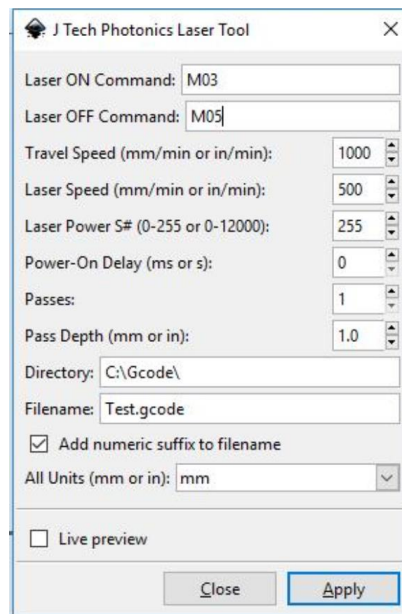 J Tech Photonics Laser Tool
Laser ON Command: M03
Laser OFF Command: M05
Travel Speed (mm/min or in/min): 1000
Laser Speed (mm/min or in/min): 500
Laser Power S# (0-255 or 0-12000): 255
Power-On Delay (ms or s): 0
Passes: 1
Pass Depth (mm or in): 1.0
Directory: C:\Gcode\
Filename: Test.gcode
Add numeric suffix to filename
All Units (mm or in): mm
Live preview
Close Apply